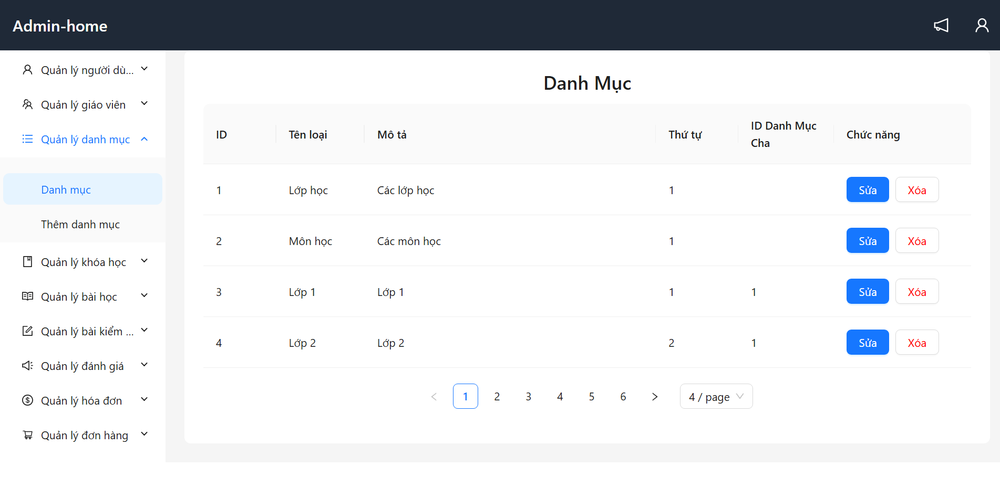 Admin-home
Quản lý người dù...
Quản lý giáo viên
Quản lý danh mục
Danh mục
Thêm danh mục
Quản lý khóa học
Quản lý bài học
Quản lý bài kiểm ...
Quản lý đánh giá
Quản lý hóa đơn
Quản lý đơn hàng
Danh Mục
ID Tên loại Mô tả Thứ tự ID Danh Mục Cha Chức năng
1 Lớp học Các lớp học 1 Sửa Xóa
2 Môn học Các môn học 1 Sửa Xóa
3 Lớp 1 Lớp 1 1 1 Sửa Xóa
4 Lớp 2 Lớp 2 2 1 Sửa Xóa
< 1 2 3 4 5 6 > 4 / page